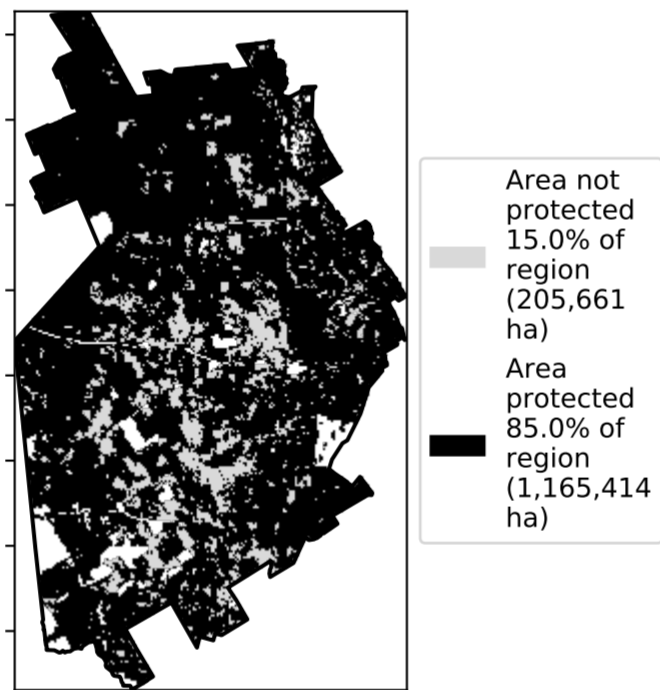 Area not
protected
15.0% of
region
(205,661
ha)
Area
protected
85.0% of
region
(1,165,414
ha)